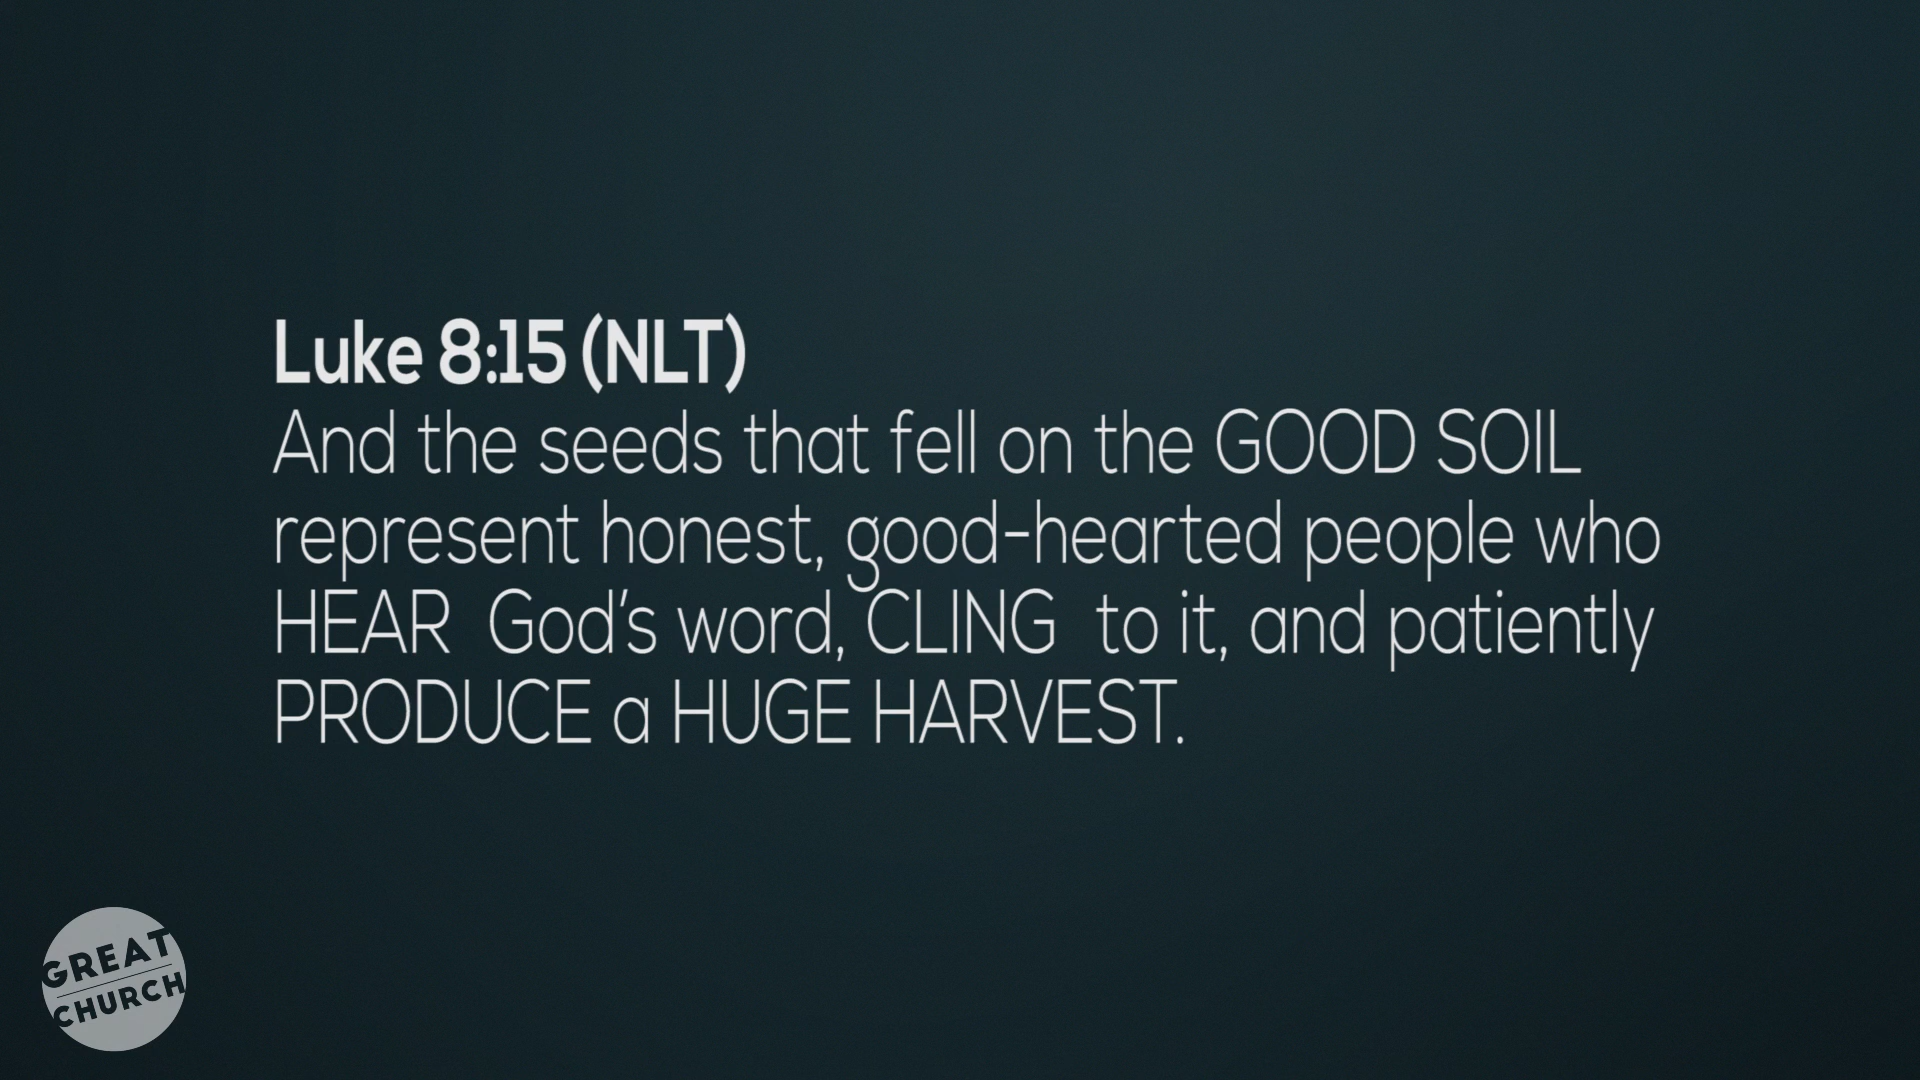 Luke 8:15 (NLT)
And the seeds that fell on the GOOD SOIL
represent honest, good-hearted people who
HEAR  God's word, CLING  to it, and patiently
PRODUCE a HUGE HARVEST.
GREAT
CHURCH